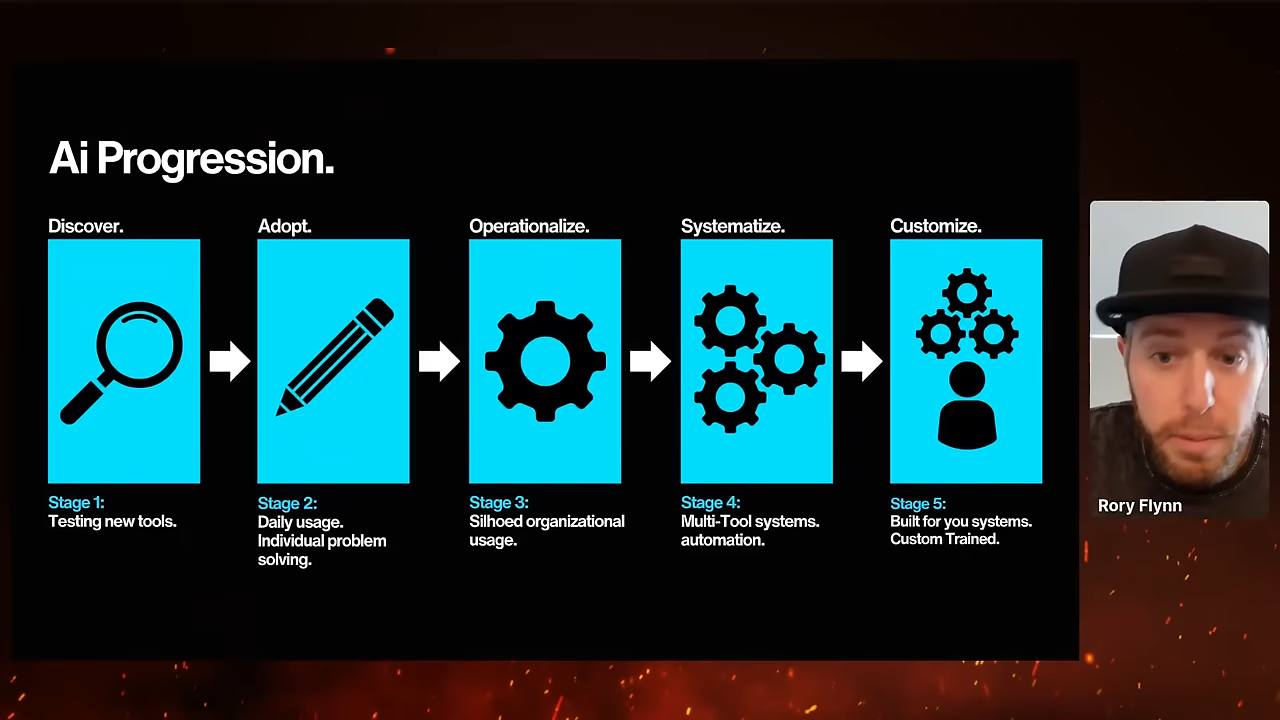 Ai Progression.
Discover.
Adopt.
Operationalize.
Systematize.
Customize.
Stage 1:
Testing new tools.
Stage 2:
Daily usage.
Individual problem
solving.
Stage 3:
Silhoed organizational
usage.
Stage 4:
Multi-Tool systems.
automation.
Stage 5:
Built for you systems.
Custom Trained.
Rory Flynn